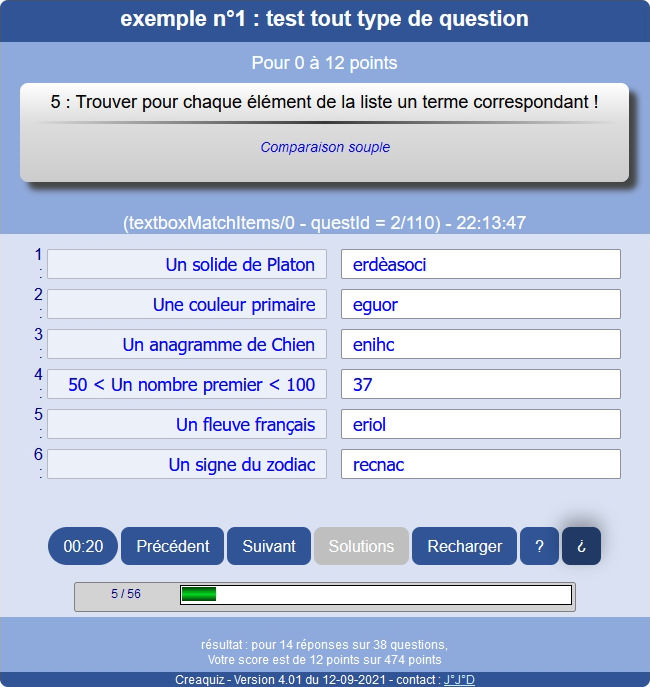 exemple n°1 : test tout type de question
Pour 0 à 12 points
5 : Trouver pour chaque élément de la liste un terme correspondant !
Comparaison souple
(textboxMatchItems/0 - questId = 2/110) - 22:13:47
1 : Un solide de Platon erdèasoci
2 : Une couleur primaire eguor
3 : Un anagramme de Chien enihc
4 : 50 < Un nombre premier < 100 37
5 : Un fleuve français eriol
6 : Un signe du zodiac recnac
00:20 Précédent Suivant Solutions Recharger ? ¿
5 / 56
résultat : pour 14 réponses sur 38 questions,
Votre score est de 12 points sur 474 points
Creaquiz - Version 4.01 du 12-09-2021 - contact : J°J°D